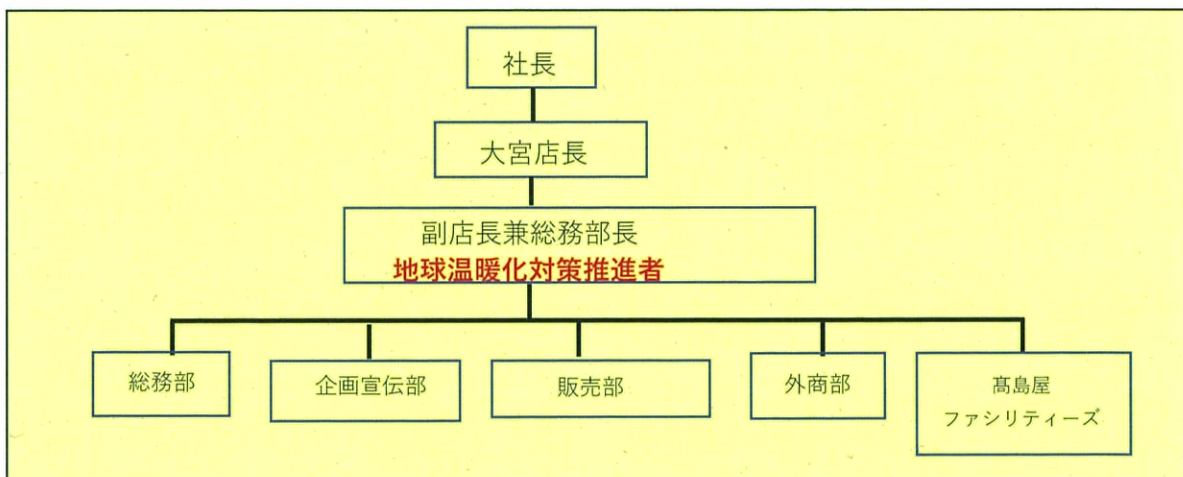 社長
大宮店長
副店長兼総務部長
地球温暖化対策推進者
総務部
企画宣伝部
販売部
外商部
髙島屋
ファシリティーズ